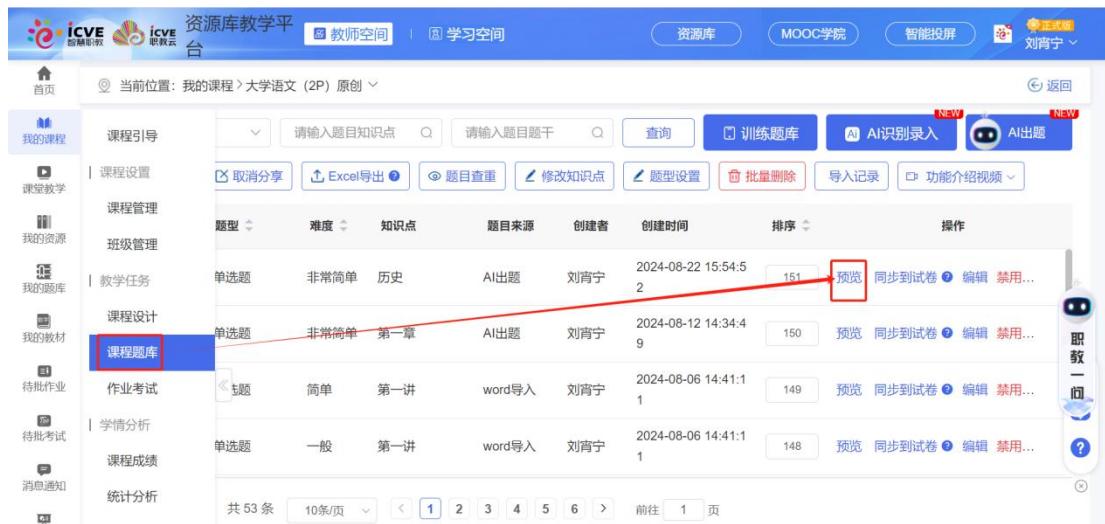 icve 智慧职教 icve 职教云 资源库教学平台 教师空间 学习空间 资源库 MOOC学院 智能投屏 正式版 刘宵宁
首页
当前位置：我的课程 > 大学语文（2P）原创 返回
我的课程
课堂教学
我的资源
我的题库
我的教材
待批作业
待批考试
消息通知
课程引导
课程设置
课程管理
班级管理
教学任务
课程设计
课程题库
作业考试
学情分析
课程成绩
统计分析
请输入题目知识点 请输入题目题干 查询 训练题库 AI AI识别录入 NEW AI出题 NEW
取消分享 Excel导出 题目查重 修改知识点 题型设置 批量删除 导入记录 功能介绍视频
题型 难度 知识点 题目来源 创建者 创建时间 排序 操作
单选题 非常简单 历史 AI出题 刘宵宁 2024-08-22 15:54:52 151 预览 同步到试卷 编辑 禁用...
单选题 非常简单 第一章 AI出题 刘宵宁 2024-08-12 14:34:49 150 预览 同步到试卷 编辑 禁用...
选题 简单 第一讲 word导入 刘宵宁 2024-08-06 14:41:11 149 预览 同步到试卷 编辑 禁用...
单选题 一般 第一讲 word导入 刘宵宁 2024-08-06 14:41:11 148 预览 同步到试卷 编辑 禁用...
共 53 条 10条/页 1 2 3 4 5 6 前往 1 页
职教一问